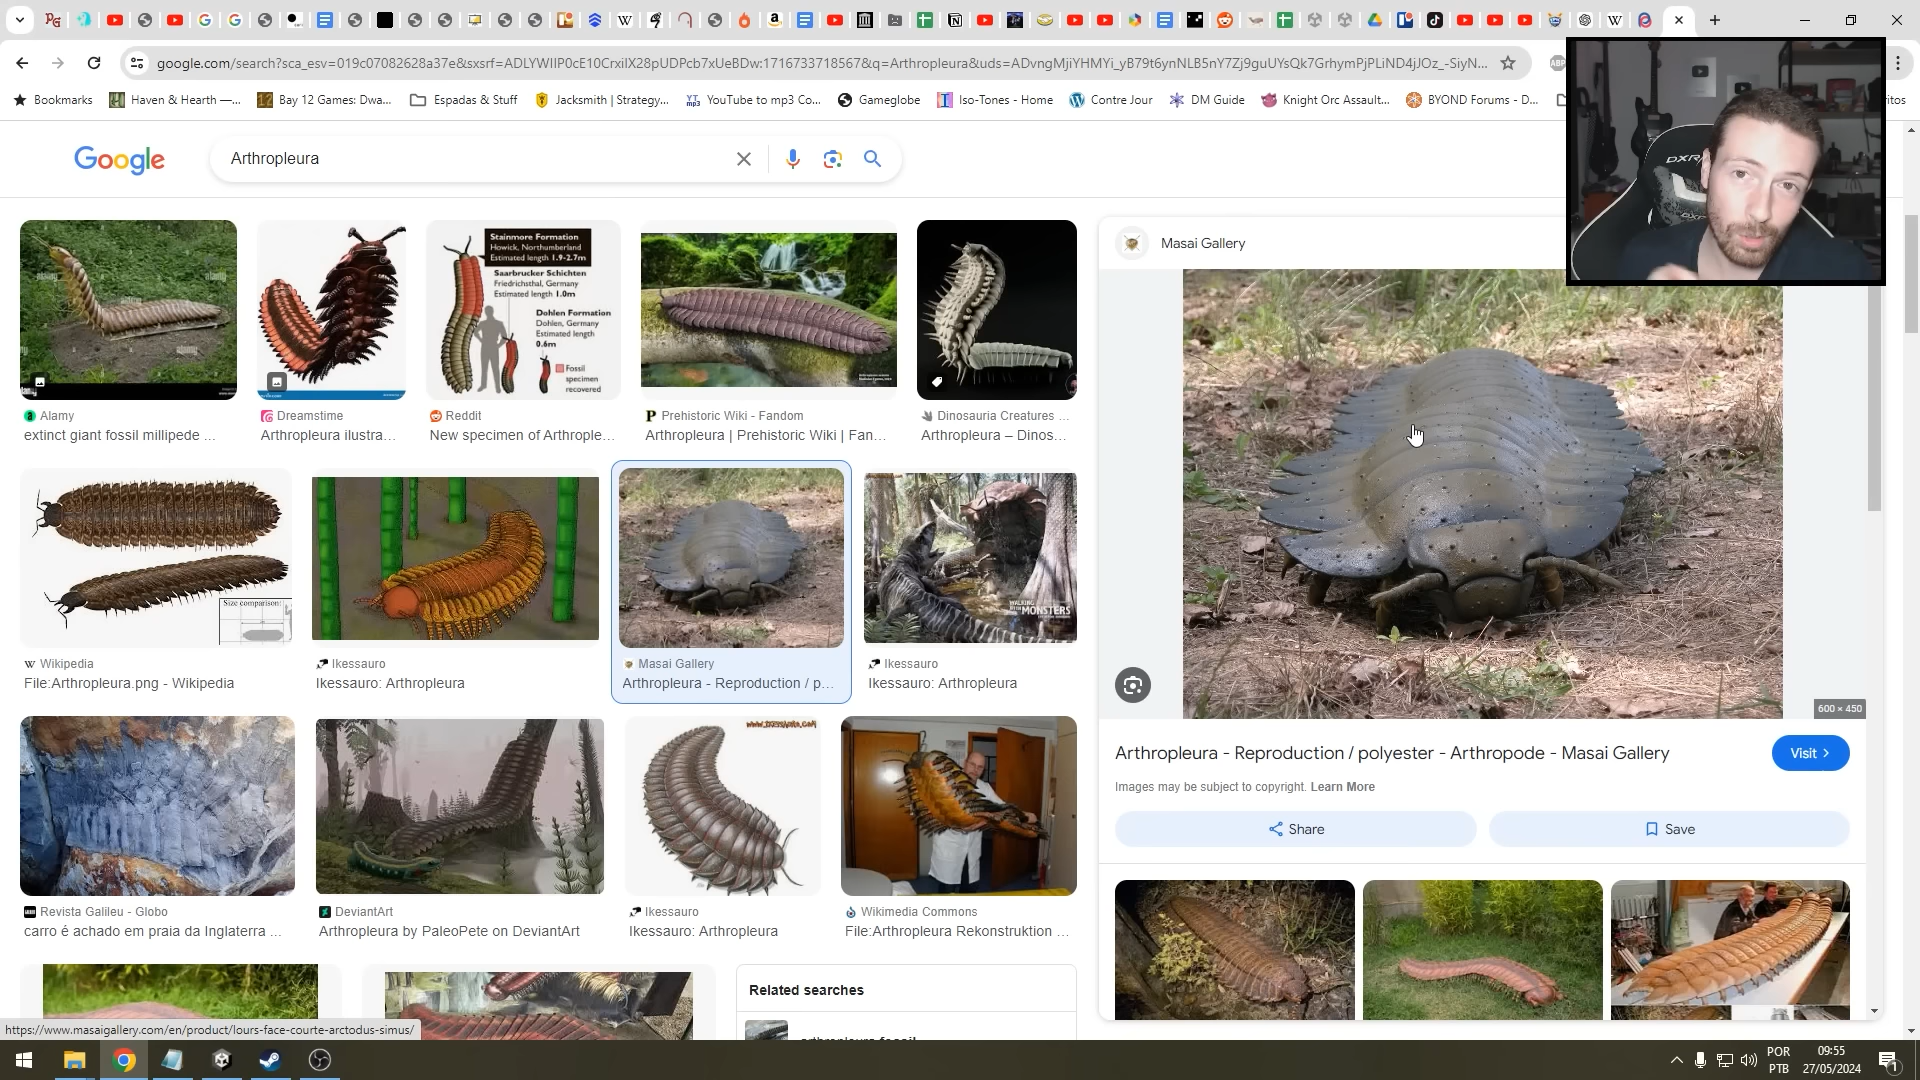 google.com/search?sca_esv=019c07082628a37e&sxsrf=ADLYWIIP0cE10CrxiIX28pUDPcb7xUeBDw:1716733718567&q=Arthropleura&uds=ADvngMjiYHMYi_yB79t6ynNLB5nY7Zj9guUYsQk7GrhymPjPLiND4jJOz_-SiyN...
Bookmarks
Haven & Hearth —...
Bay 12 Games: Dwa...
Espadas & Stuff
Jacksmith | Strategy...
YouTube to mp3 Co...
Gameglobe
Iso-Tones - Home
Contre Jour
DM Guide
Knight Orc Assault...
BYOND Forums - D...
ritos
DXR
Google
Arthropleura
Masai Gallery
Stainmore Formation
Howick, Northumberland
Estimated length 1.9-2.7m
Saarbrucker Schichten
Friedrichsthal, Germany
Estimated length 1.0m
Dohlen Formation
Dohlen, Germany
Estimated length
0.6m
Fossil
specimen
recovered
Alamy
extinct giant fossil millipede ...
Dreamstime
Arthropleura ilustra...
Reddit
New specimen of Arthrople...
Prehistoric Wiki - Fandom
Arthropleura | Prehistoric Wiki | Fan...
Dinosauria Creatures ...
Arthropleura – Dinos...
Size comparison:
WALKING
MONSTERS
Wikipedia
File:Arthropleura.png - Wikipedia
Ikessauro
Ikessauro: Arthropleura
Masai Gallery
Arthropleura - Reproduction / p...
Ikessauro
Ikessauro: Arthropleura
600 × 450
Arthropleura - Reproduction / polyester - Arthropode - Masai Gallery
Visit
Images may be subject to copyright. Learn More
Share
Save
Revista Galileu - Globo
carro é achado em praia da Inglaterra ...
DeviantArt
Arthropleura by PaleoPete on DeviantArt
Ikessauro
Ikessauro: Arthropleura
Wikimedia Commons
File:Arthropleura Rekonstruktion ...
Related searches
arthropleura fossil
https://www.masaigallery.com/en/product/lours-face-courte-arctodus-simus/
POR
PTB
09:55
27/05/2024
1